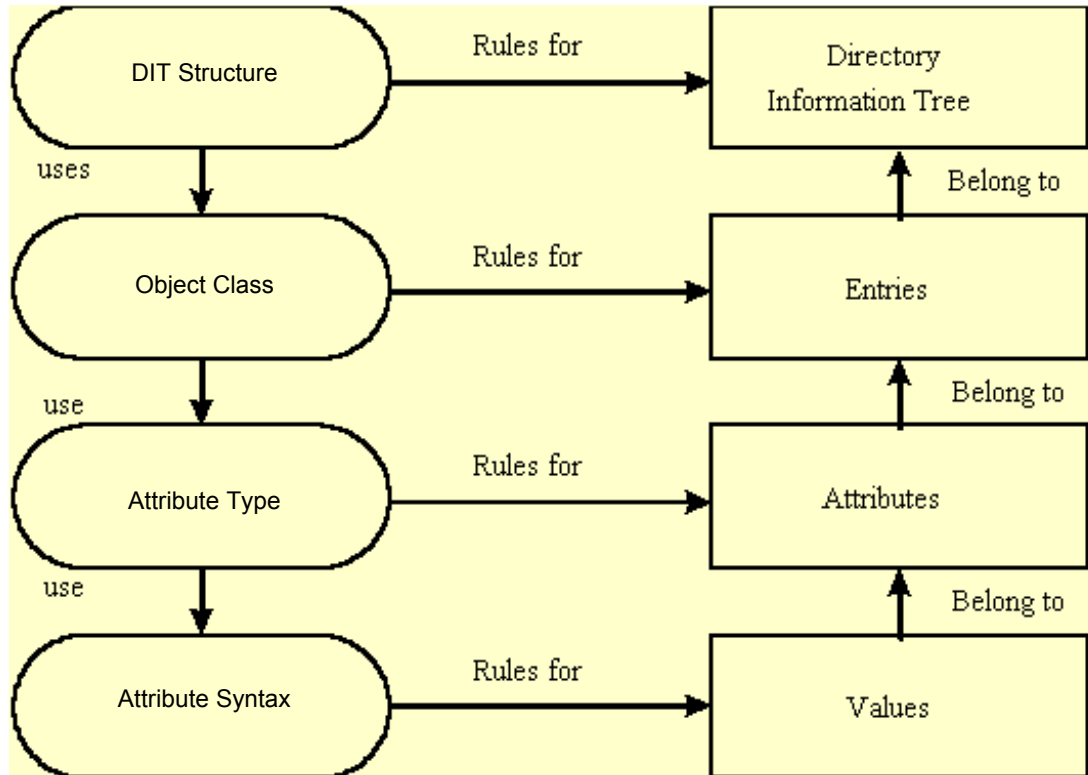 DIT Structure
Rules for
Directory
Information Tree
uses
Belong to
Object Class
Rules for
Entries
use
Belong to
Attribute Type
Rules for
Attributes
use
Belong to
Attribute Syntax
Rules for
Values